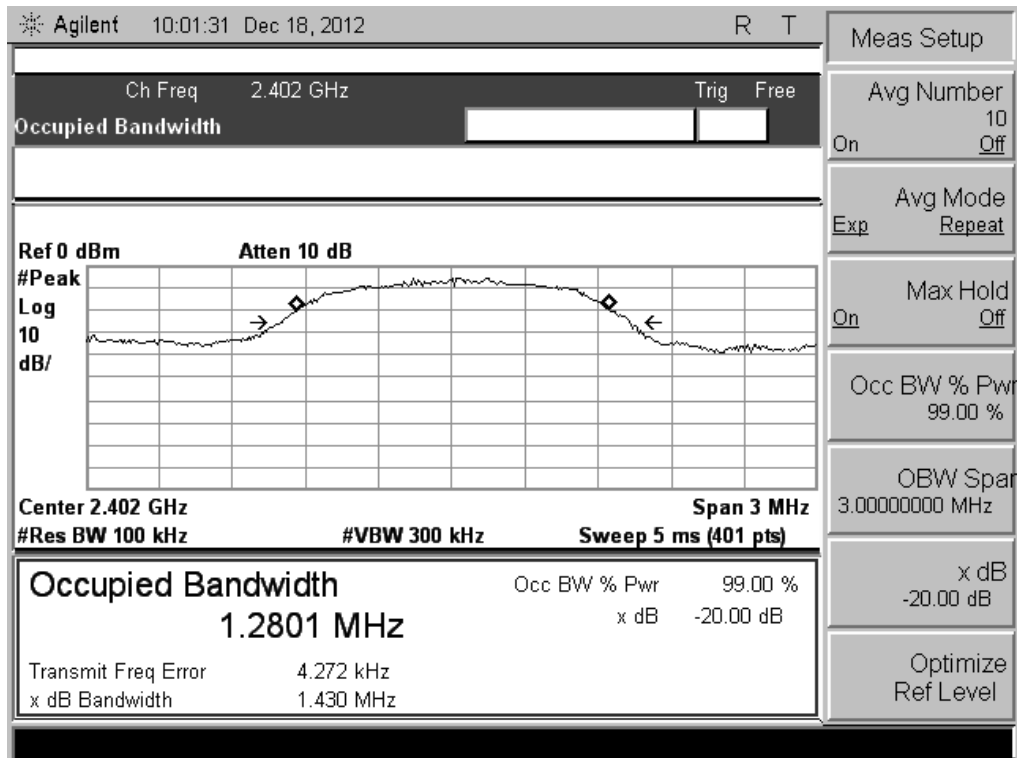 Agilent 10:01:31 Dec 18, 2012 R T
Ch Freq 2.402 GHz Trig Free
Occupied Bandwidth
Ref 0 dBm Atten 10 dB
#Peak
Log
10
dB/
Center 2.402 GHz Span 3 MHz
#Res BW 100 kHz #VBW 300 kHz Sweep 5 ms (401 pts)
Occupied Bandwidth
1.2801 MHz
Occ BW % Pwr 99.00 %
x dB -20.00 dB
Transmit Freq Error 4.272 kHz
x dB Bandwidth 1.430 MHz
Meas Setup
Avg Number
10
On Off
Avg Mode
Exp Repeat
Max Hold
On Off
Occ BW % Pwr
99.00 %
OBW Spar
3.00000000 MHz
x dB
-20.00 dB
Optimize
Ref Level